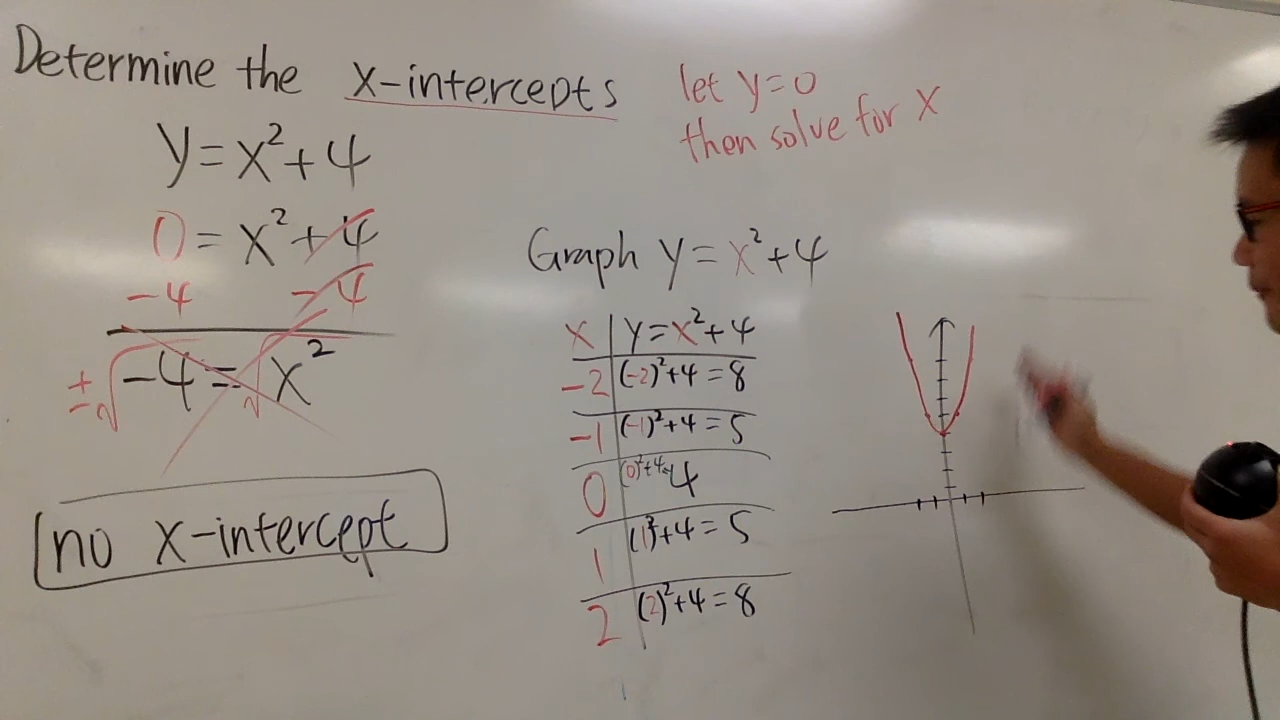 Determine the x-intercepts
let y=0
then solve for x
y=x²+4
0=x²+4
-4 -4
±√-4=√x²
no x-intercept
Graph y=x²+4
x | y=x²+4
-2 | (-2)²+4=8
-1 | (-1)²+4=5
0 | (0)²+4=4
1 | (1)²+4=5
2 | (2)²+4=8